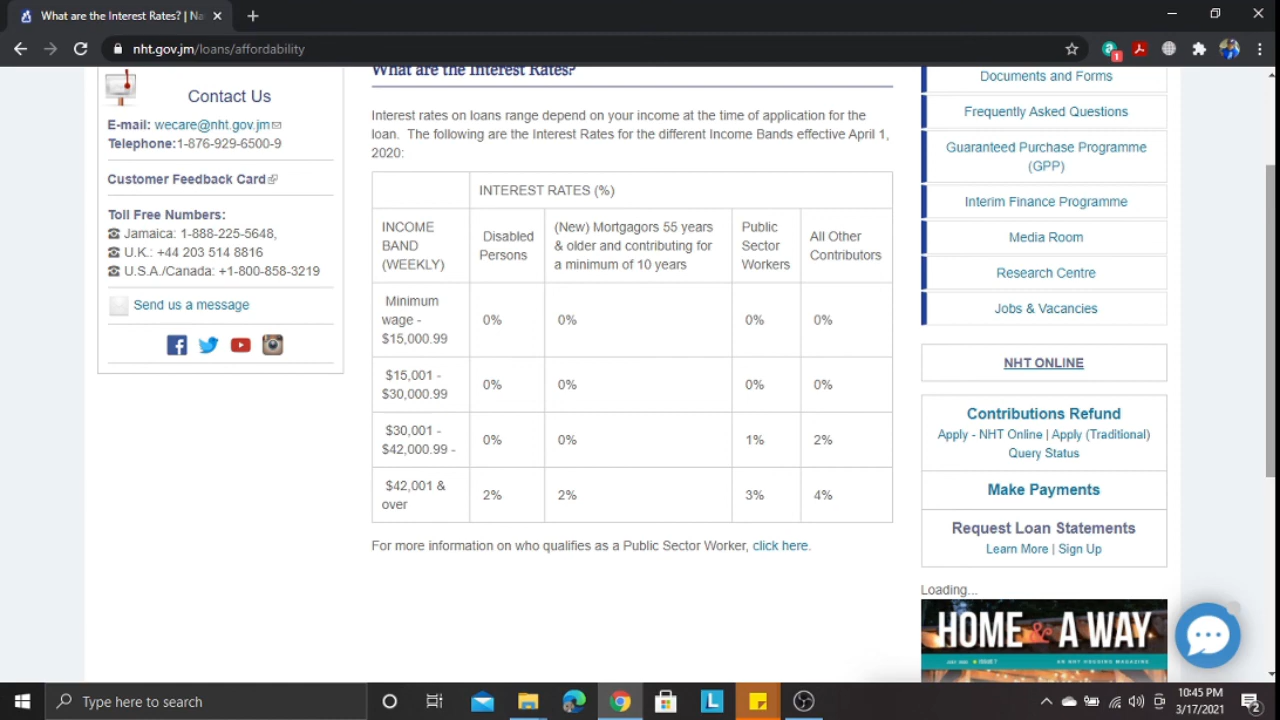 What are the Interest Rates? | Na
nht.gov.jm/loans/affordability
1
Contact Us
E-mail: wecare@nht.gov.jm
Telephone:1-876-929-6500-9
Customer Feedback Card
Toll Free Numbers:
Jamaica: 1-888-225-5648,
U.K.: +44 203 514 8816
U.S.A./Canada: +1-800-858-3219
Send us a message
What are the Interest Rates?
Interest rates on loans range depend on your income at the time of application for the
loan. The following are the Interest Rates for the different Income Bands effective April 1,
2020:
INTEREST RATES (%)
INCOME
BAND
(WEEKLY)
Disabled
Persons
(New) Mortgagors 55 years
& older and contributing for
a minimum of 10 years
Public
Sector
Workers
All Other
Contributors
Minimum
wage -
$15,000.99
0%
0%
0%
0%
$15,001 -
$30,000.99
0%
0%
0%
0%
$30,001 -
$42,000.99 -
0%
0%
1%
2%
$42,001 &
over
2%
2%
3%
4%
For more information on who qualifies as a Public Sector Worker, click here.
Documents and Forms
Frequently Asked Questions
Guaranteed Purchase Programme
(GPP)
Interim Finance Programme
Media Room
Research Centre
Jobs & Vacancies
NHT ONLINE
Contributions Refund
Apply - NHT Online | Apply (Traditional)
Query Status
Make Payments
Request Loan Statements
Learn More | Sign Up
Loading...
HOME & A WAY
AN NHT HOUSING MAGAZINE
Type here to search
L
10:45 PM
3/17/2021
2